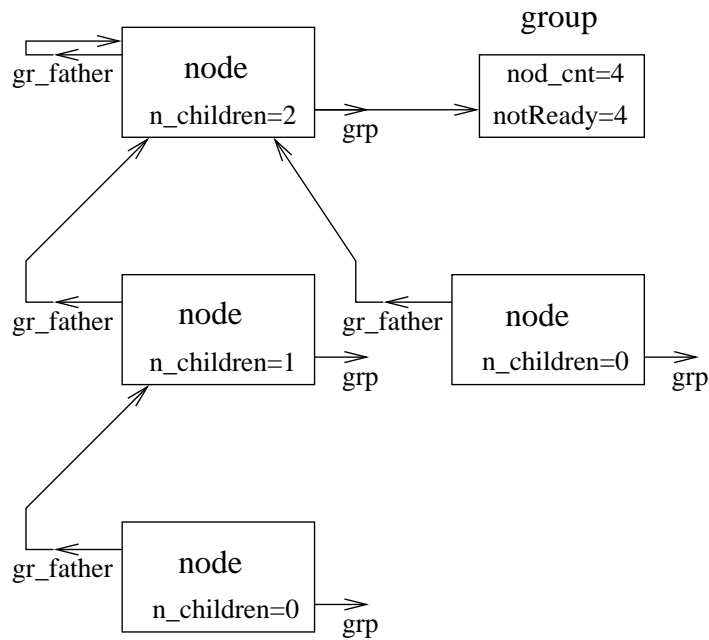 group
gr_father
node
n_children=2
grp
nod_cnt=4
notReady=4
gr_father
node
n_children=1
grp
gr_father
node
n_children=0
grp
gr_father
node
n_children=0
grp